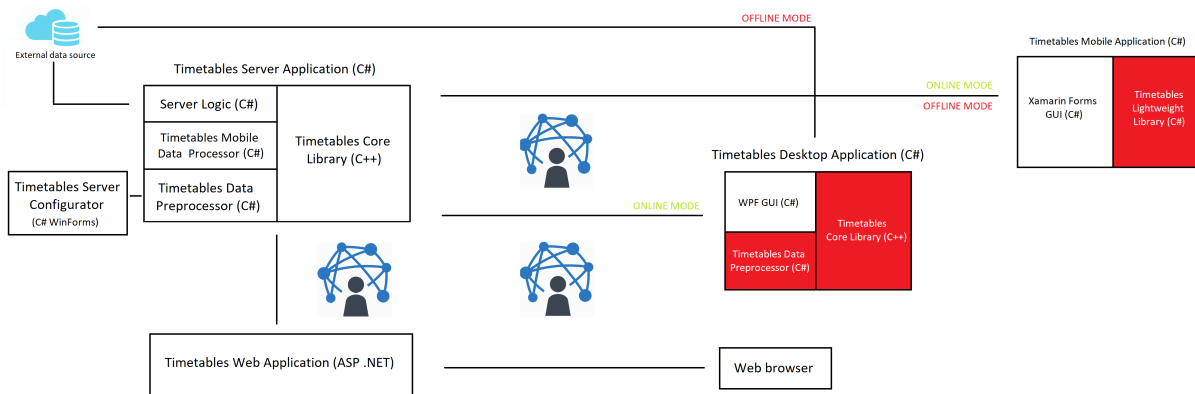 OFFLINE MODE
External data source
Timetables Mobile Application (C#)
Timetables Server Application (C#)
ONLINE MODE
OFFLINE MODE
Server Logic (C#)
Timetables Mobile
Data  Processor (C#)
Timetables Data
Preprocessor (C#)
Timetables Core
Library (C++)
Xamarin Forms
GUI (C#)
Timetables
Lightweight
Library (C#)
Timetables Desktop Application (C#)
Timetables Server
Configurator
(C# WinForms)
ONLINE MODE
WPF GUI (C#)
Timetables Data
Preprocessor (C#)
Timetables
Core Library (C++)
Timetables Web Application (ASP .NET)
Web browser